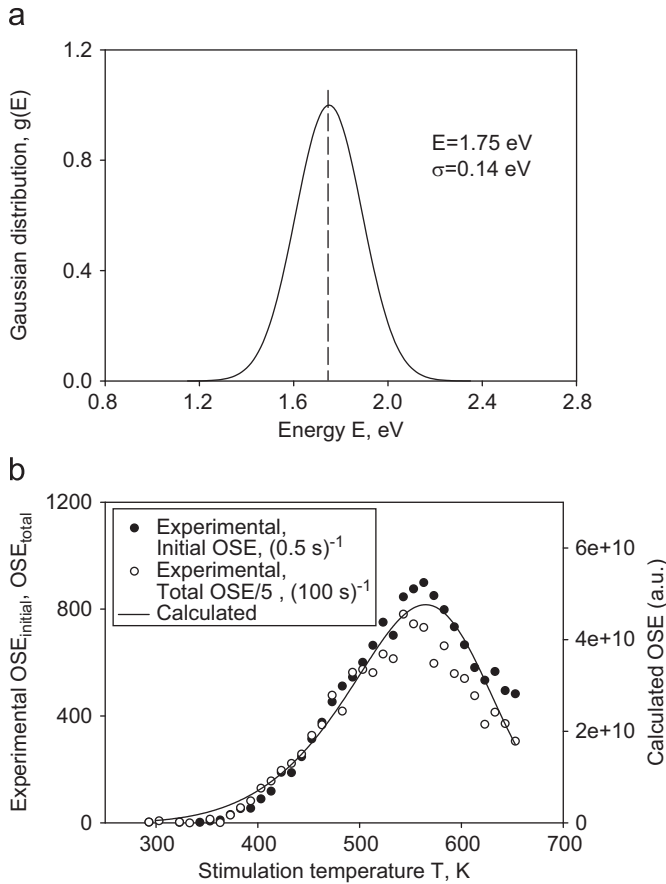 a
Gaussian distribution, g(E)
1.2
0.8
0.4
0.0
E=1.75 eV
σ=0.14 eV
0.8 1.2 1.6 2.0 2.4 2.8
Energy E, eV
b
Experimental OSE_initial, OSE_total
1200
800
400
0
Experimental,
Initial OSE, (0.5 s)⁻¹
Experimental,
Total OSE/5 , (100 s)⁻¹
Calculated
6e+10
4e+10
2e+10
0
Calculated OSE (a.u.)
300 400 500 600 700
Stimulation temperature T, K